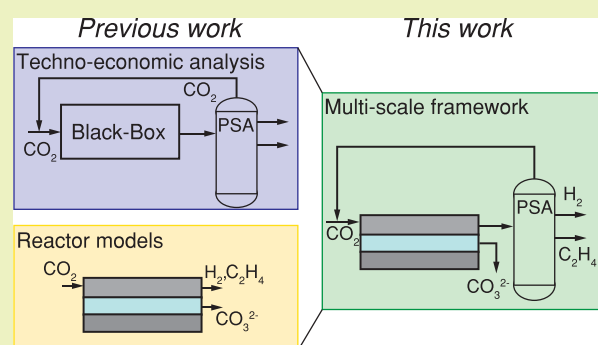 Previous work
This work
Techno-economic analysis
CO2
PSA
Black-Box
CO2
Reactor models
CO2
H2,C2H4
CO3 2-
Multi-scale framework
H2
PSA
CO2
C2H4
CO3 2-